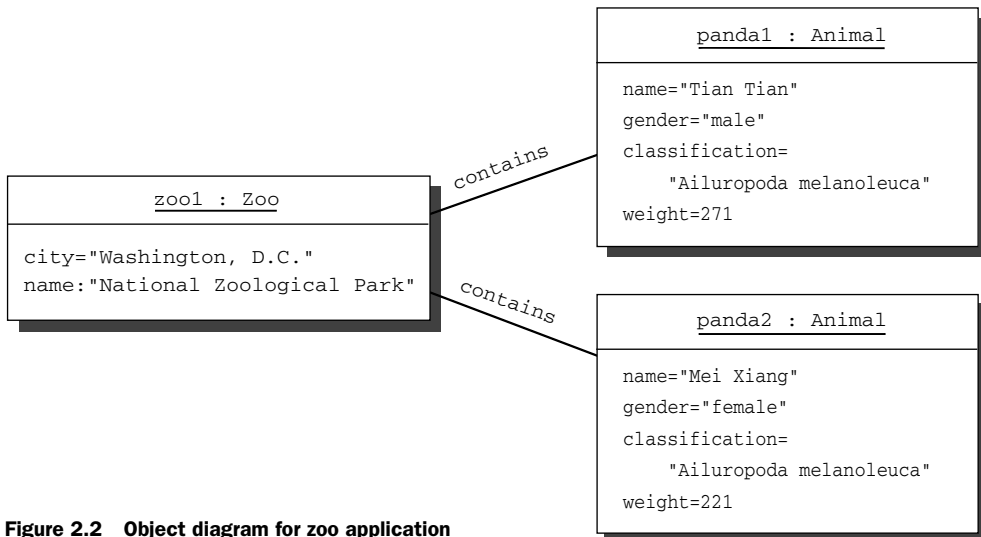 panda1 : Animal
name="Tian Tian"
gender="male"
classification=
"Ailuropoda melanoleuca"
weight=271
contains
zoo1 : Zoo
city="Washington, D.C."
name:"National Zoological Park"
contains
panda2 : Animal
name="Mei Xiang"
gender="female"
classification=
"Ailuropoda melanoleuca"
weight=221
Figure 2.2 Object diagram for zoo application